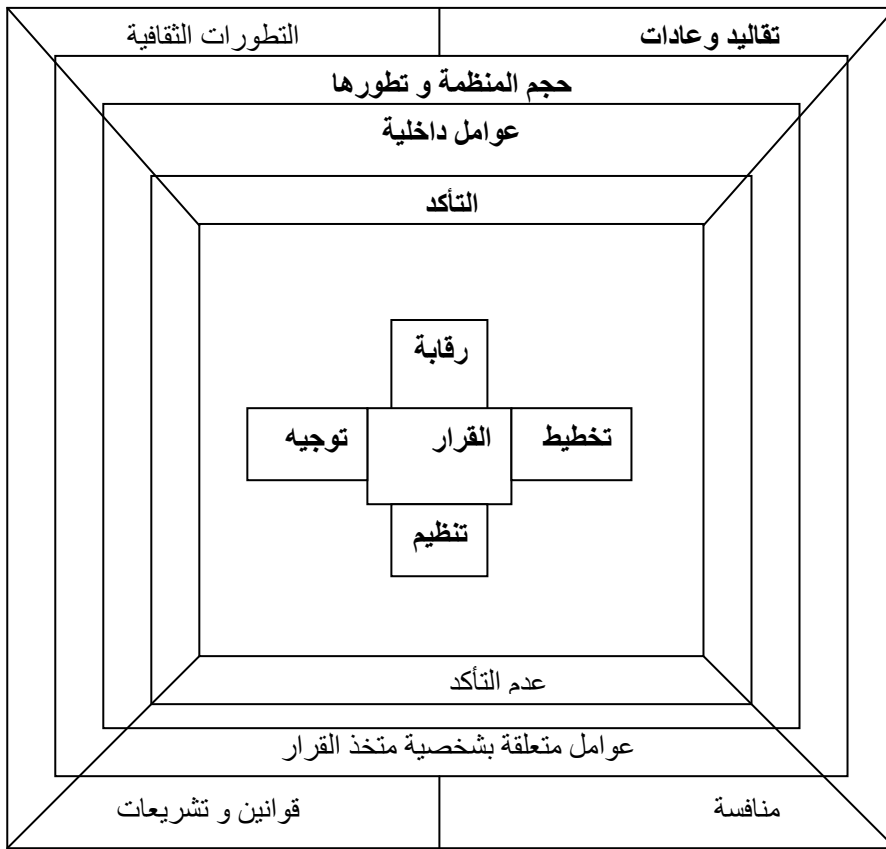 تقاليد وعادات
التطورات الثقافية
حجم المنظمة و تطورها
عوامل داخلية
التأكد
رقابة
تخطيط
القرار
توجيه
تنظيم
عدم التأكد
عوامل متعلقة بشخصية متخذ القرار
منافسة
قوانين و تشريعات